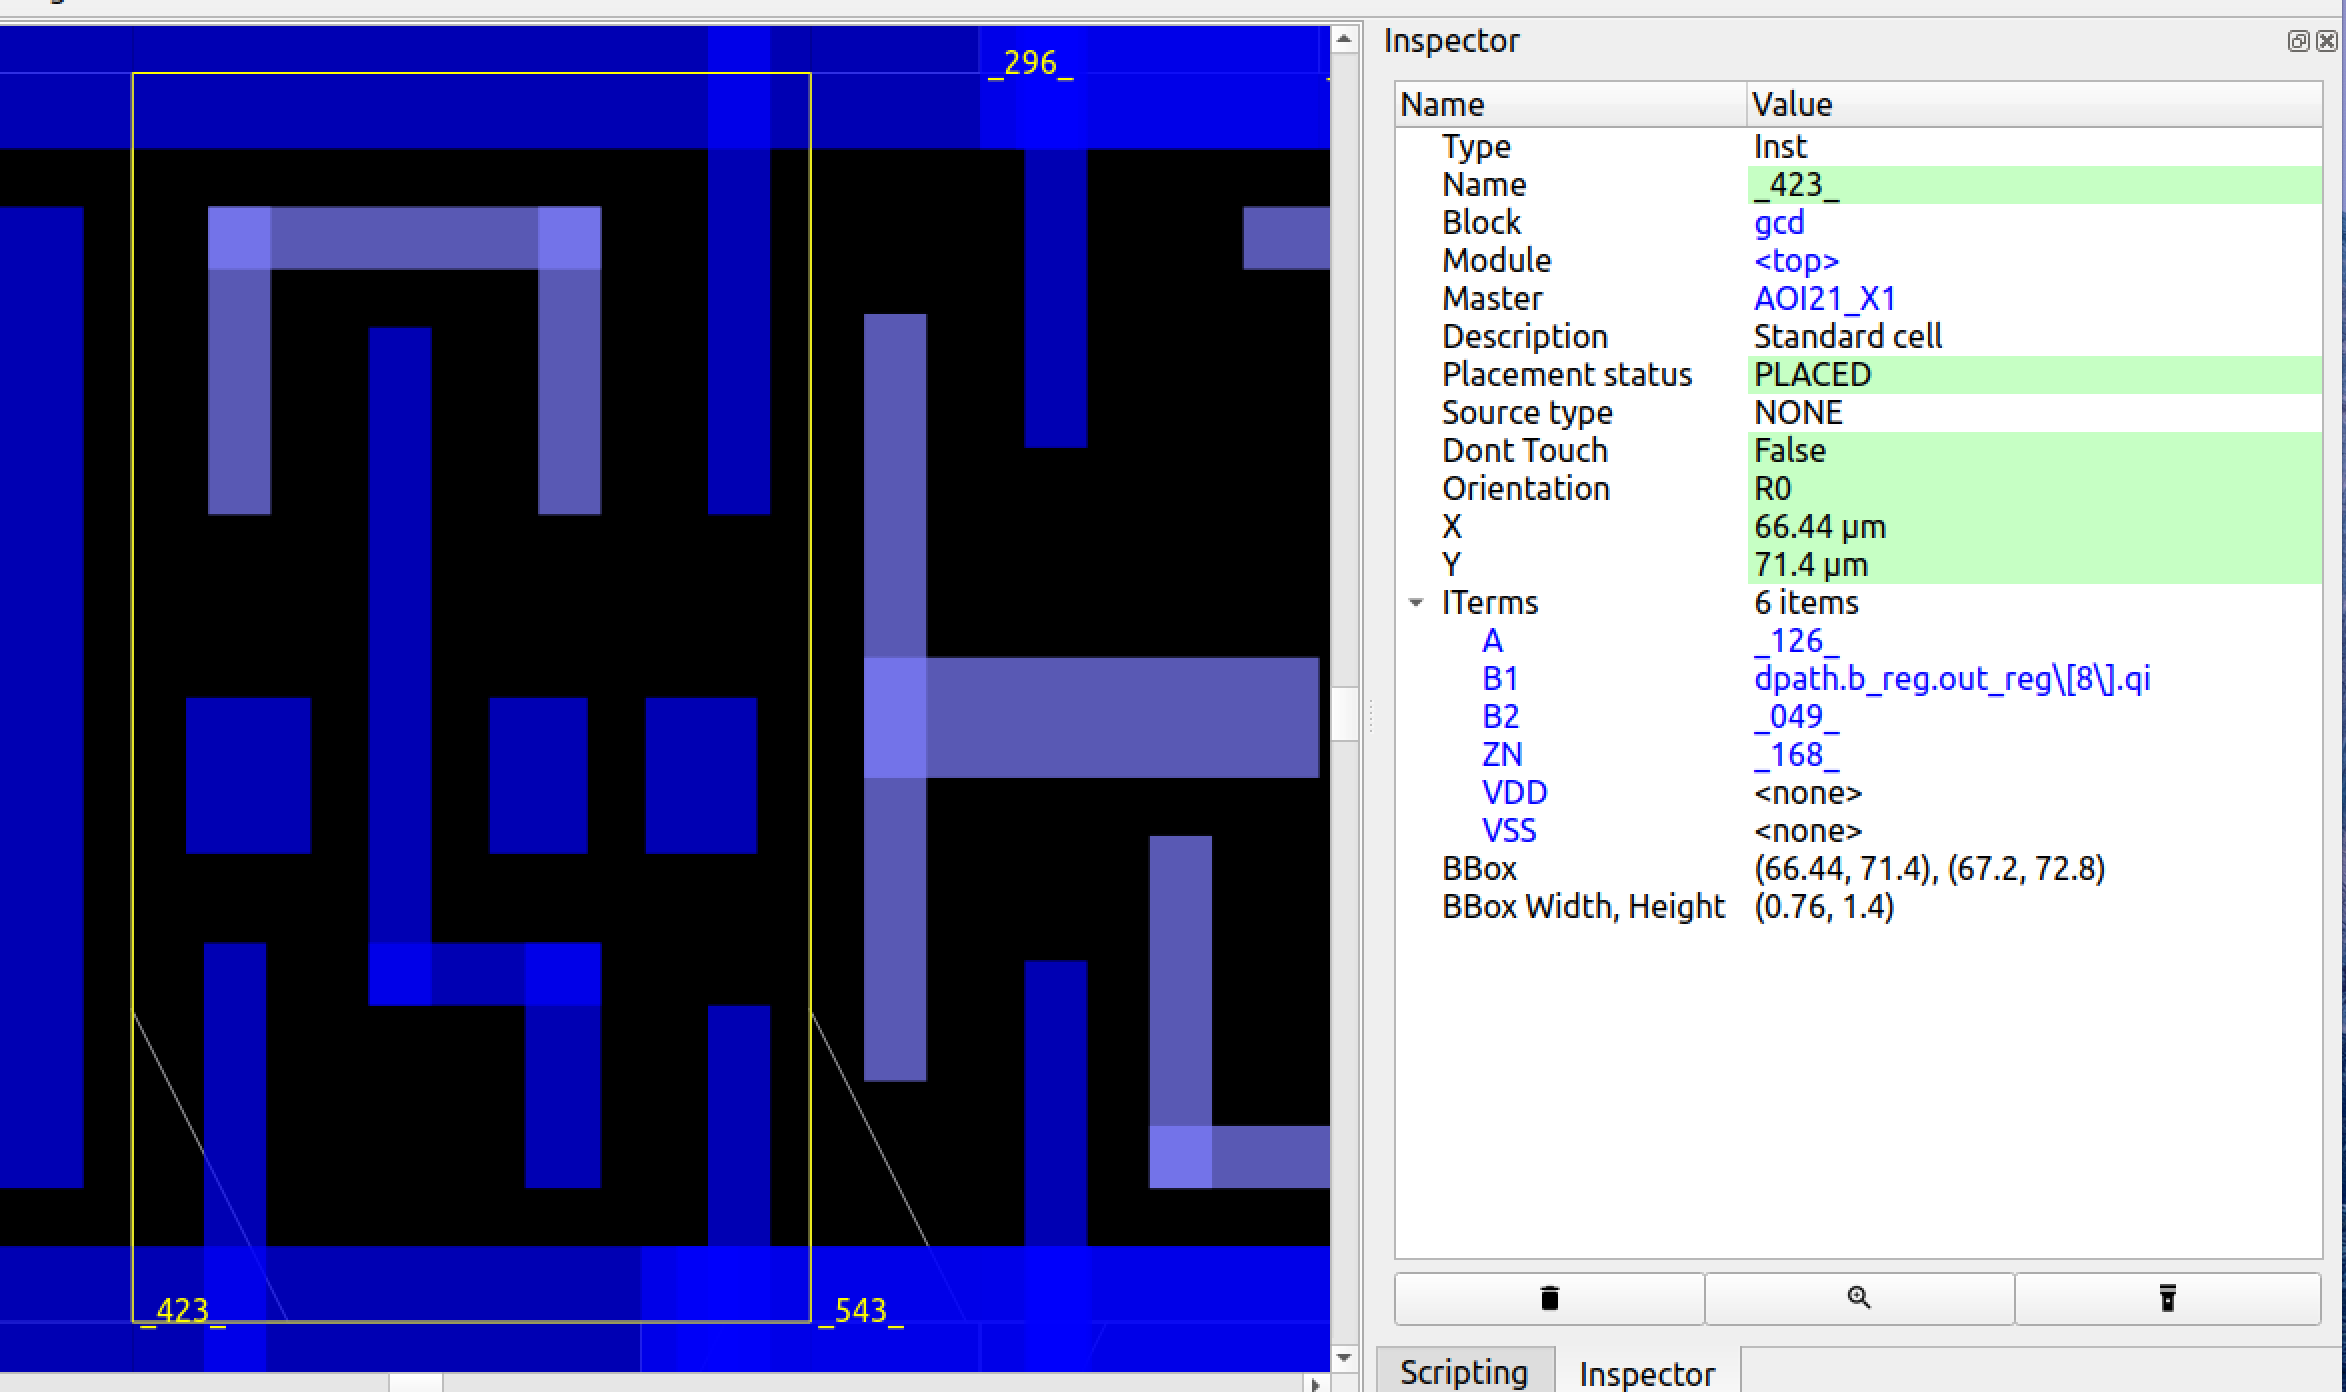 _296_
_423_
_543_
Inspector
Name Value
Type Inst
Name _423_
Block gcd
Module <top>
Master AOI21_X1
Description Standard cell
Placement status PLACED
Source type NONE
Dont Touch False
Orientation R0
X 66.44 µm
Y 71.4 µm
ITerms 6 items
A _126_
B1 dpath.b_reg.out_reg\[8\].qi
B2 _049_
ZN _168_
VDD <none>
VSS <none>
BBox (66.44, 71.4), (67.2, 72.8)
BBox Width, Height (0.76, 1.4)
Scripting Inspector